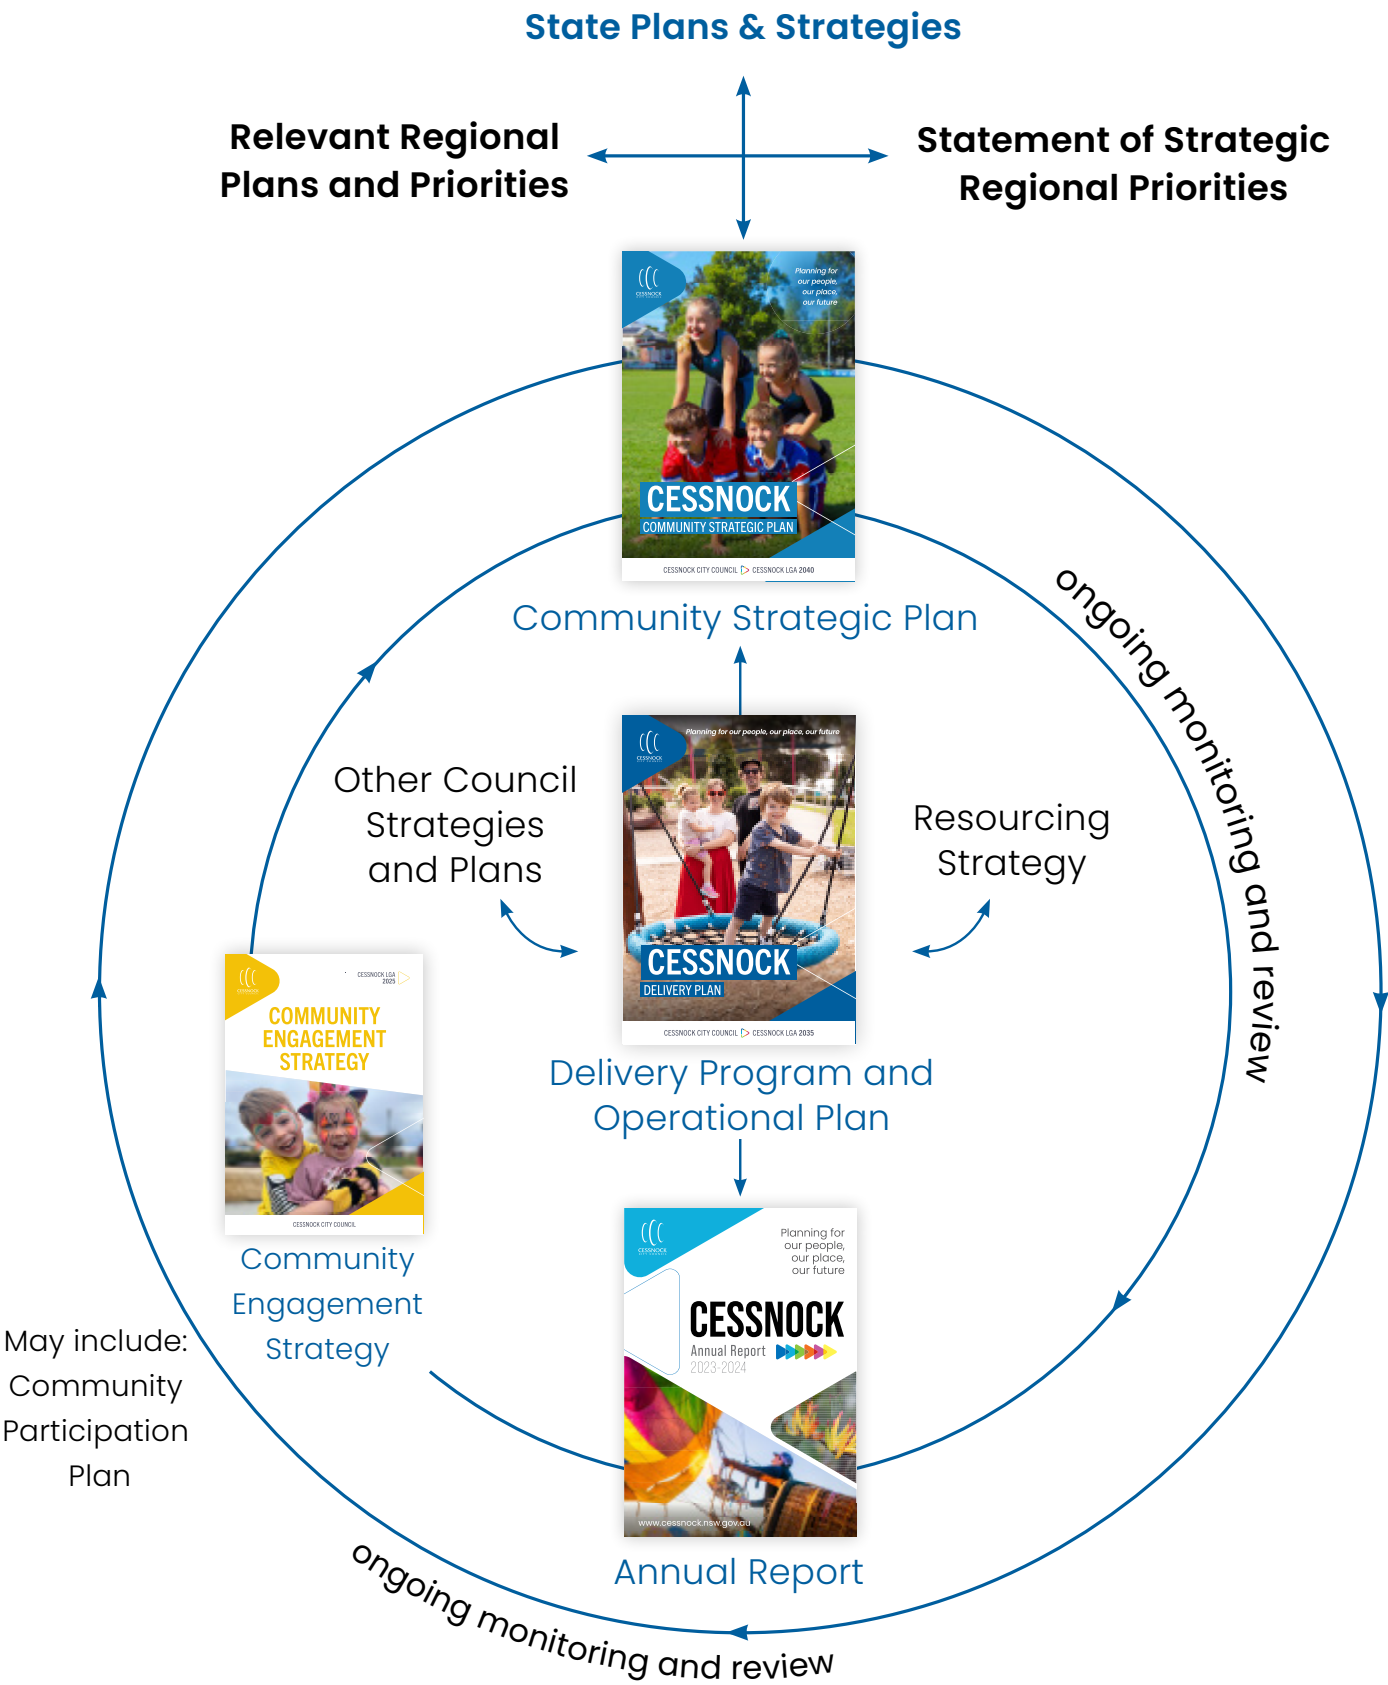 State Plans & Strategies
Relevant Regional
Plans and Priorities
Statement of Strategic
Regional Priorities
CESSNOCK
Planning for
our people,
our place,
our future
CESSNOCK
COMMUNITY STRATEGIC PLAN
CESSNOCK CITY COUNCIL CESSNOCK LGA 2040
Community Strategic Plan
ongoing monitoring and review
Other Council
Strategies
and Plans
CESSNOCK
Planning for our people, our place, our future
CESSNOCK
DELIVERY PLAN
CESSNOCK CITY COUNCIL CESSNOCK LGA 2035
Resourcing
Strategy
Delivery Program and
Operational Plan
CESSNOCK LGA
2025
COMMUNITY
ENGAGEMENT
STRATEGY
CESSNOCK CITY COUNCIL
Community
Engagement
Strategy
May include:
Community
Participation
Plan
CESSNOCK
Planning for
our people,
our place,
our future
CESSNOCK
Annual Report
2023-2024
www.cessnock.nsw.gov.au
Annual Report
ongoing monitoring and review